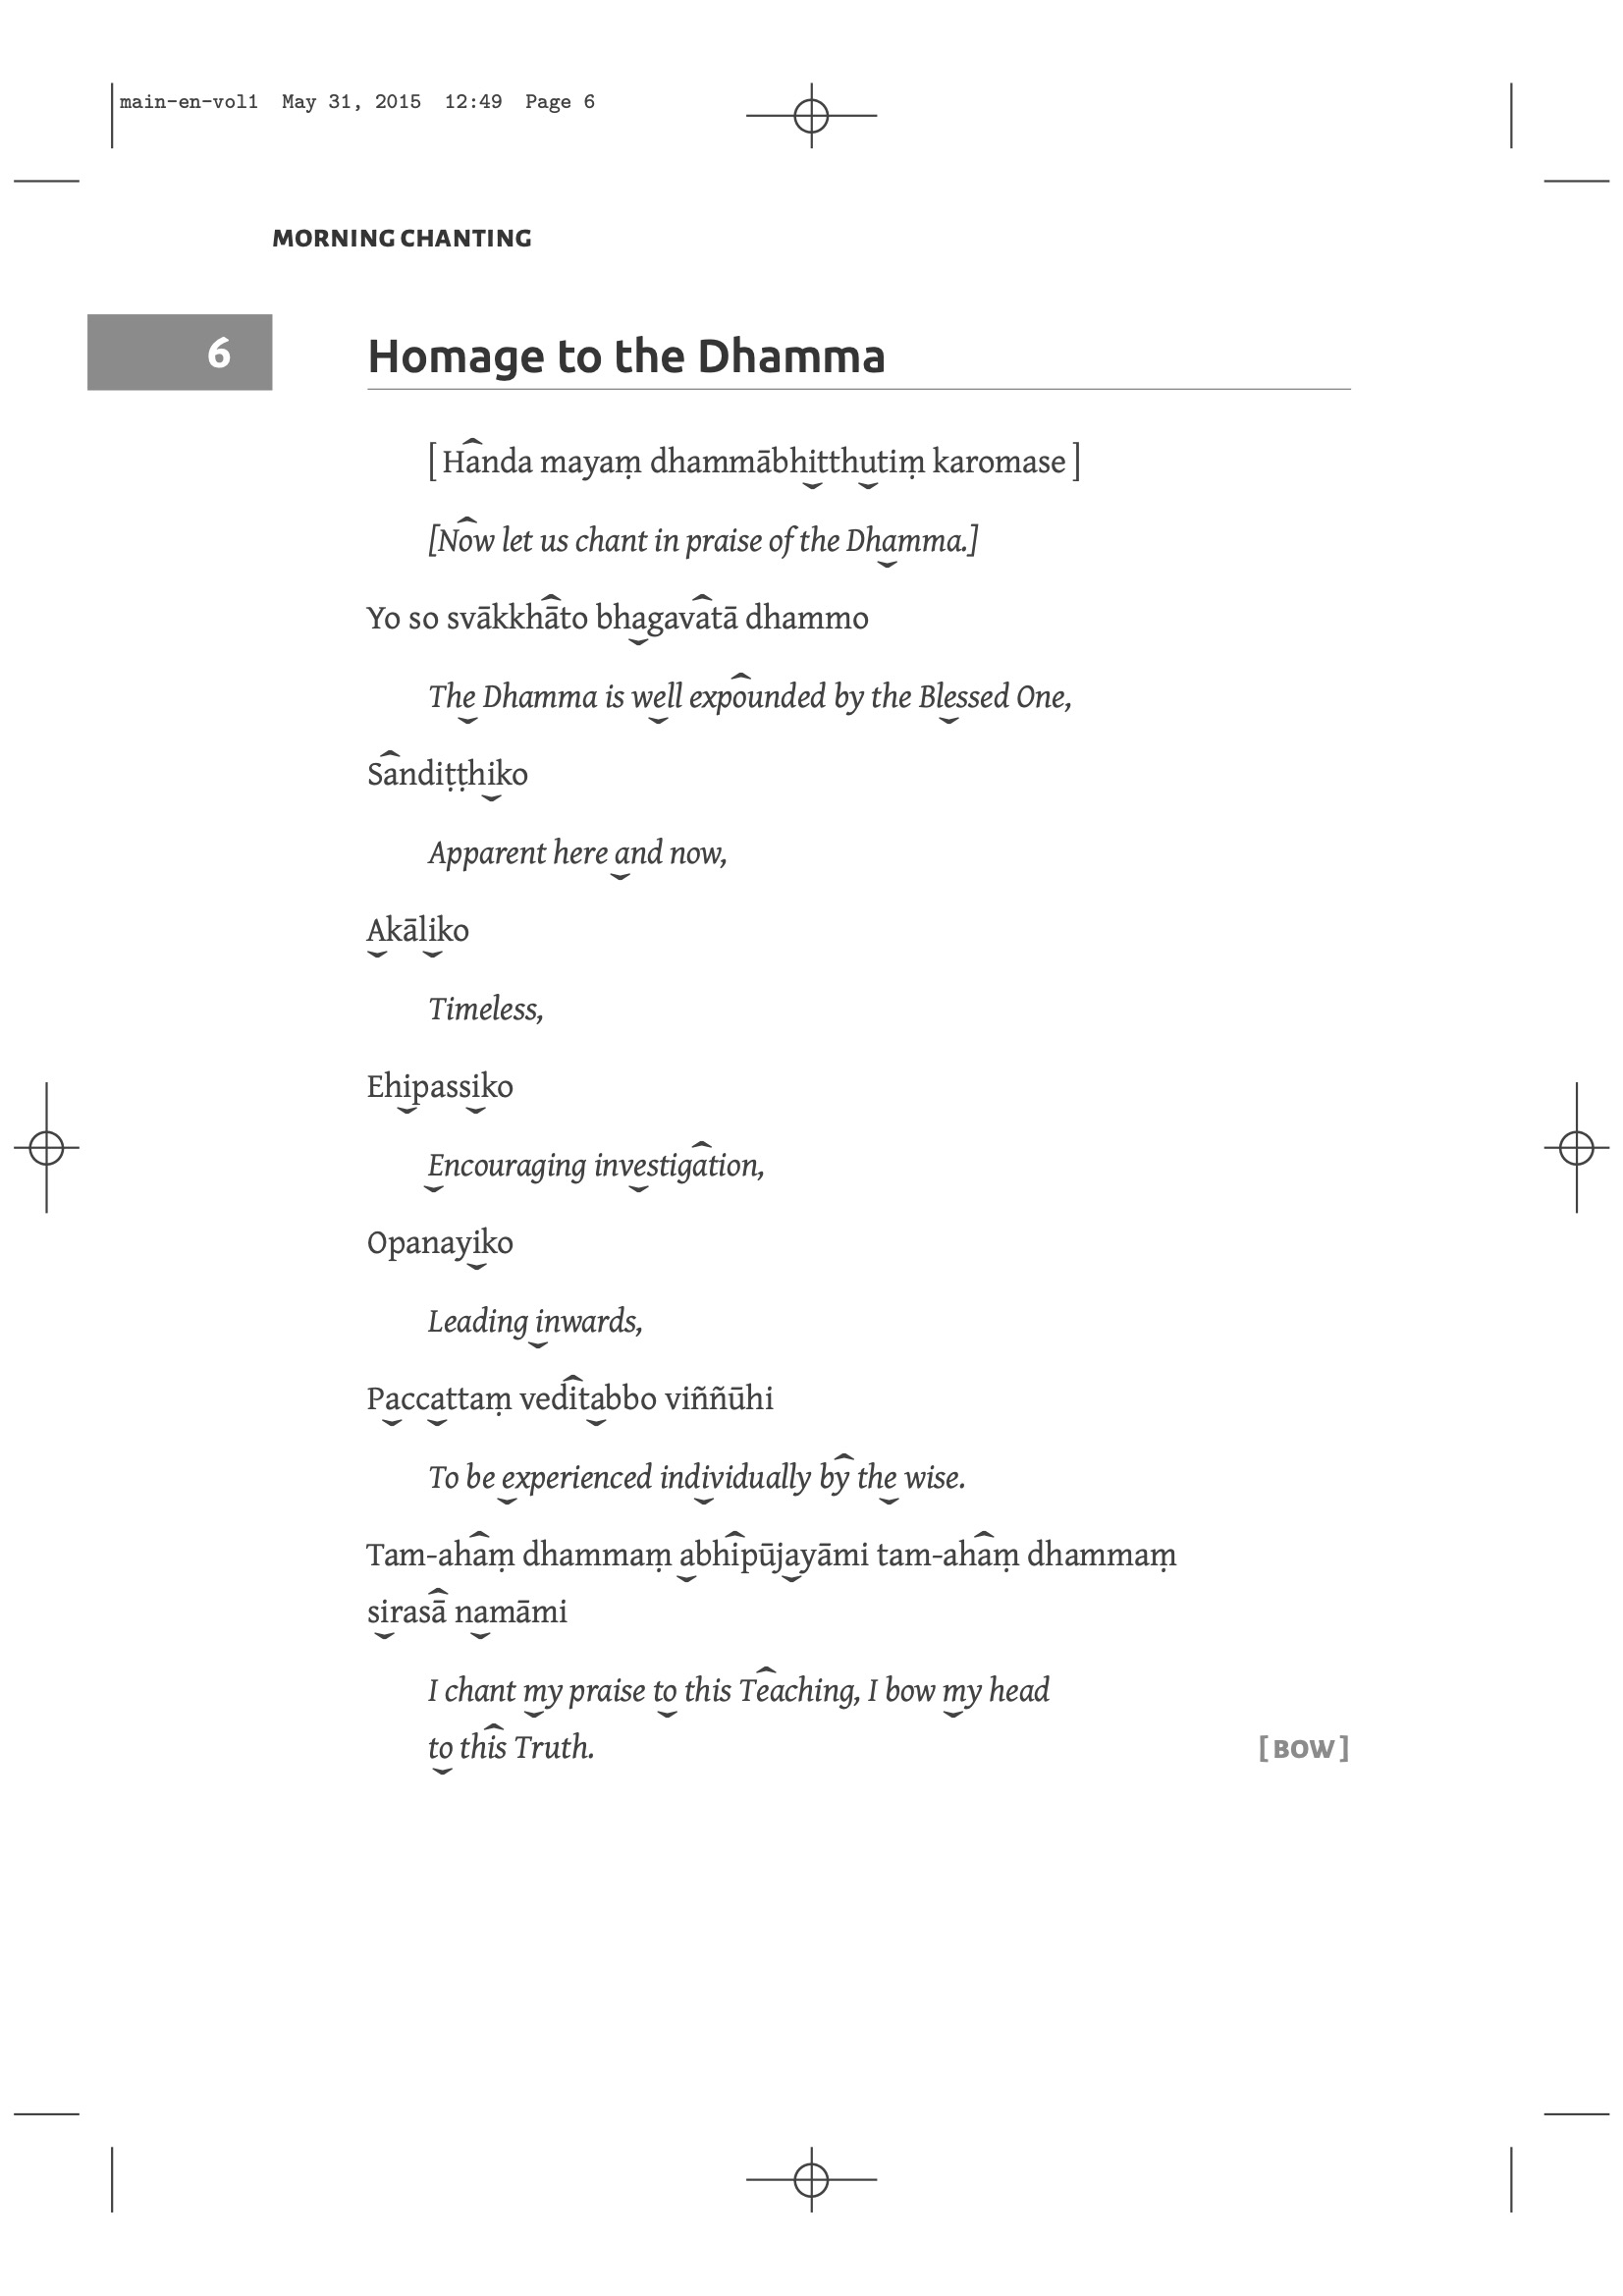 main-en-vol1 May 31, 2015 12:49 Page 6
MORNING CHANTING
6
Homage to the Dhamma
[ Handa mayaṃ dhammābhitthutiṃ karomase ]
[Now let us chant in praise of the Dhamma.]
Yo so svākkhāto bhagavatā dhammo
The Dhamma is well expounded by the Blessed One,
Sandiṭṭhiko
Apparent here and now,
Akāliko
Timeless,
Ehipassiko
Encouraging investigation,
Opanayiko
Leading inwards,
Paccattaṃ veditabbo viññūhi
To be experienced individually by the wise.
Tam-ahaṃ dhammaṃ abhipūjayāmi tam-ahaṃ dhammaṃ
sirasā namāmi
I chant my praise to this Teaching, I bow my head
to this Truth.
[ BOW ]